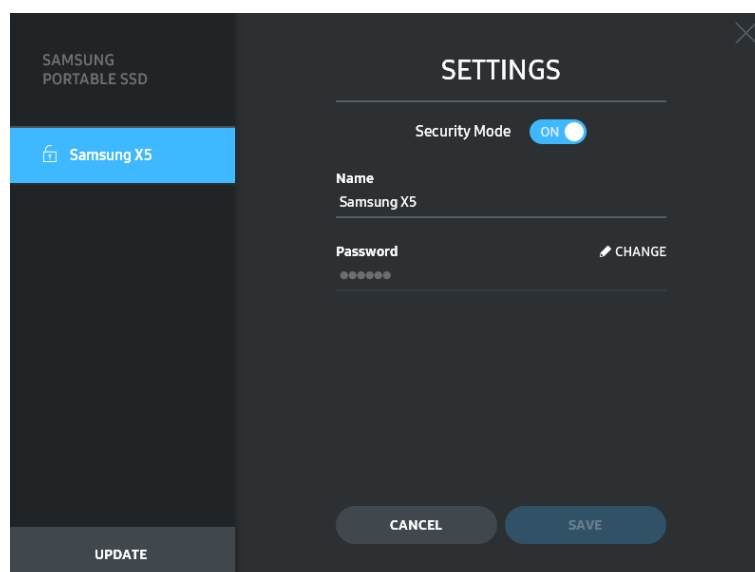 SAMSUNG
PORTABLE SSD
Samsung X5
UPDATE
SETTINGS
Security Mode ON
Name
Samsung X5
Password CHANGE
CANCEL SAVE